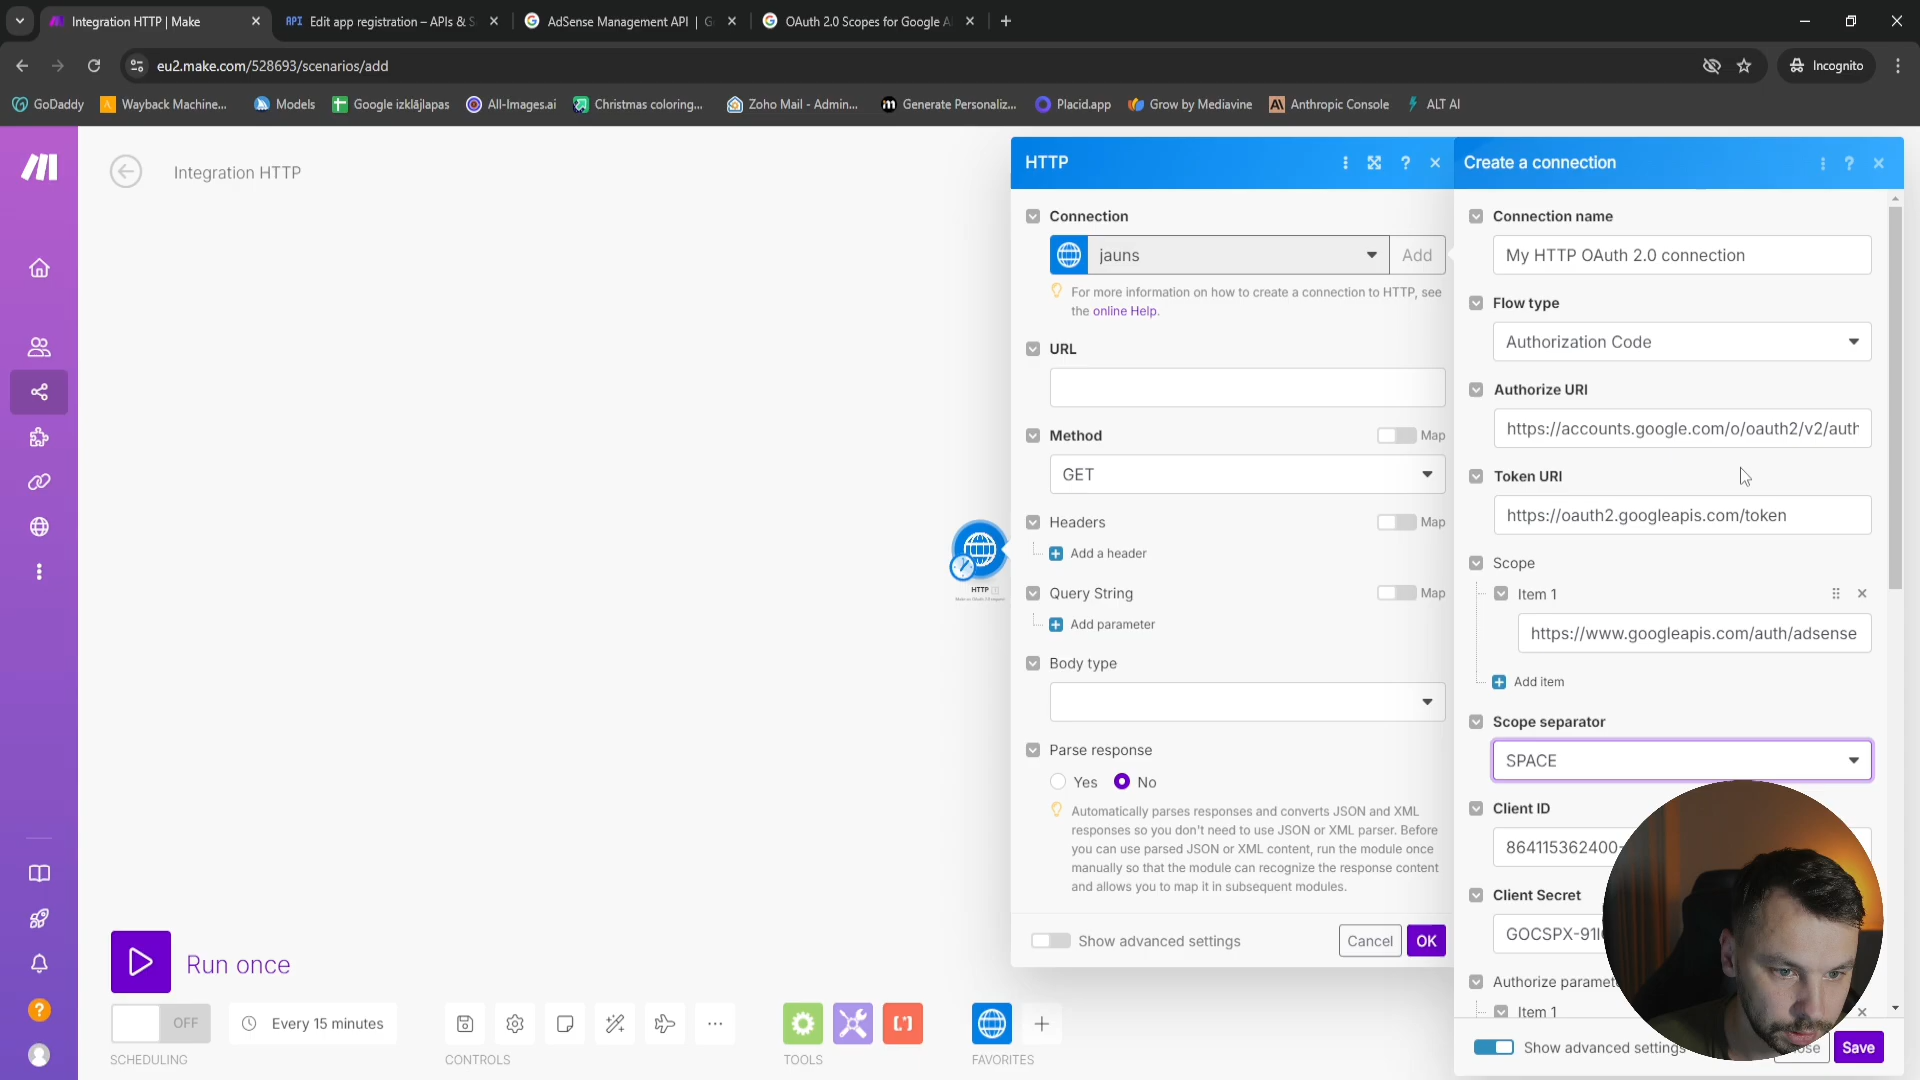 Integration HTTP | Make
Edit app registration – APIs & S
AdSense Management API | G
OAuth 2.0 Scopes for Google A
eu2.make.com/528693/scenarios/add
Incognito
GoDaddy
Wayback Machine...
Models
Google izklājlapas
All-Images.ai
Christmas coloring...
Zoho Mail - Admin...
Generate Personaliz...
Placid.app
Grow by Mediavine
Anthropic Console
ALT AI
Integration HTTP
HTTP
Connection
jauns
Add
For more information on how to create a connection to HTTP, see
the online Help.
URL
Method
Map
GET
Headers
Map
Add a header
Query String
Map
Add parameter
Body type
Parse response
Yes
No
Automatically parses responses and converts JSON and XML
responses so you don't need to use JSON or XML parser. Before
you can use parsed JSON or XML content, run the module once
manually so that the module can recognize the response content
and allows you to map it in subsequent modules.
Show advanced settings
Cancel
OK
Create a connection
Connection name
My HTTP OAuth 2.0 connection
Flow type
Authorization Code
Authorize URI
https://accounts.google.com/o/oauth2/v2/auth
Token URI
https://oauth2.googleapis.com/token
Scope
Item 1
https://www.googleapis.com/auth/adsense
Add item
Scope separator
SPACE
Client ID
864115362400-
Client Secret
GOCSPX-91I
Authorize paramet
Item 1
Show advanced settings
Save
HTTP
Run once
OFF
Every 15 minutes
SCHEDULING
CONTROLS
TOOLS
FAVORITES